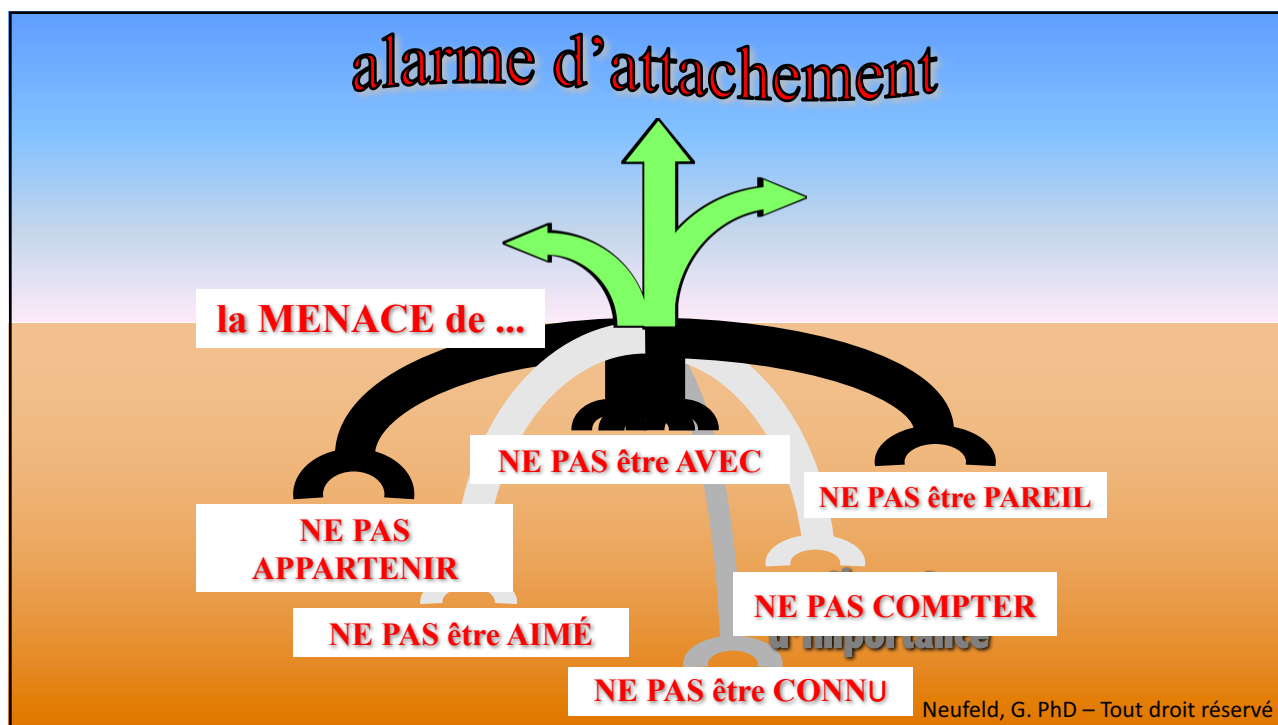 alarme d’attachement
la MENACE de ...
NE PAS être AVEC
NE PAS être PAREIL
NE PAS
APPARTENIR
NE PAS COMPTER
NE PAS être AIMÉ
d’importance
NE PAS être CONNU
Neufeld, G. PhD – Tout droit réservé